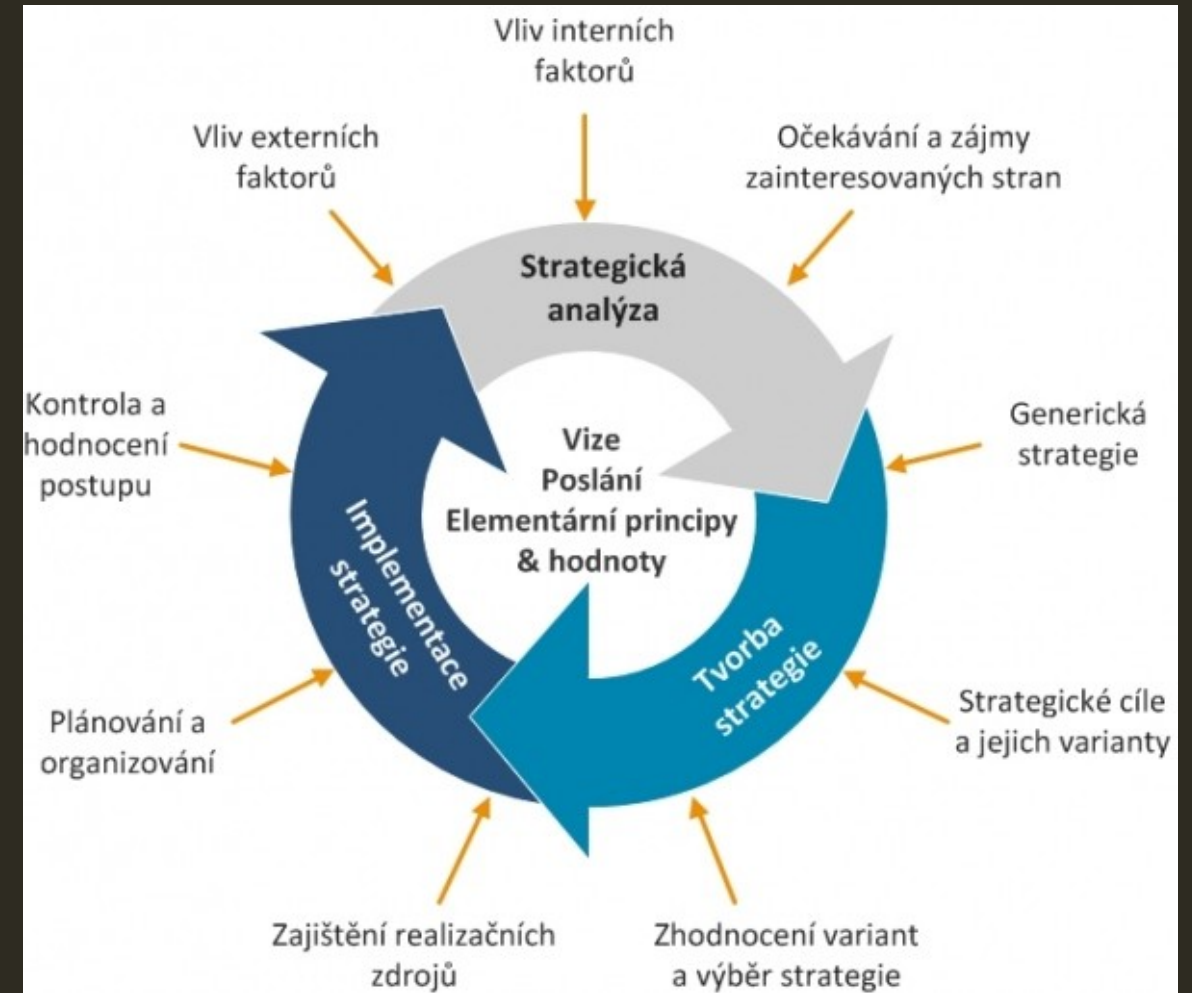 Vliv interních
faktorů
Vliv externích
faktorů
Očekávání a zájmy
zainteresovaných stran
Strategická
analýza
Kontrola a
hodnocení
postupu
Generická
strategie
Vize
Poslání
Elementární principy
& hodnoty
Implementace
strategie
Tvorba
strategie
Plánování a
organizování
Strategické cíle
a jejich varianty
Zajištění realizačních
zdrojů
Zhodnocení variant
a výběr strategie